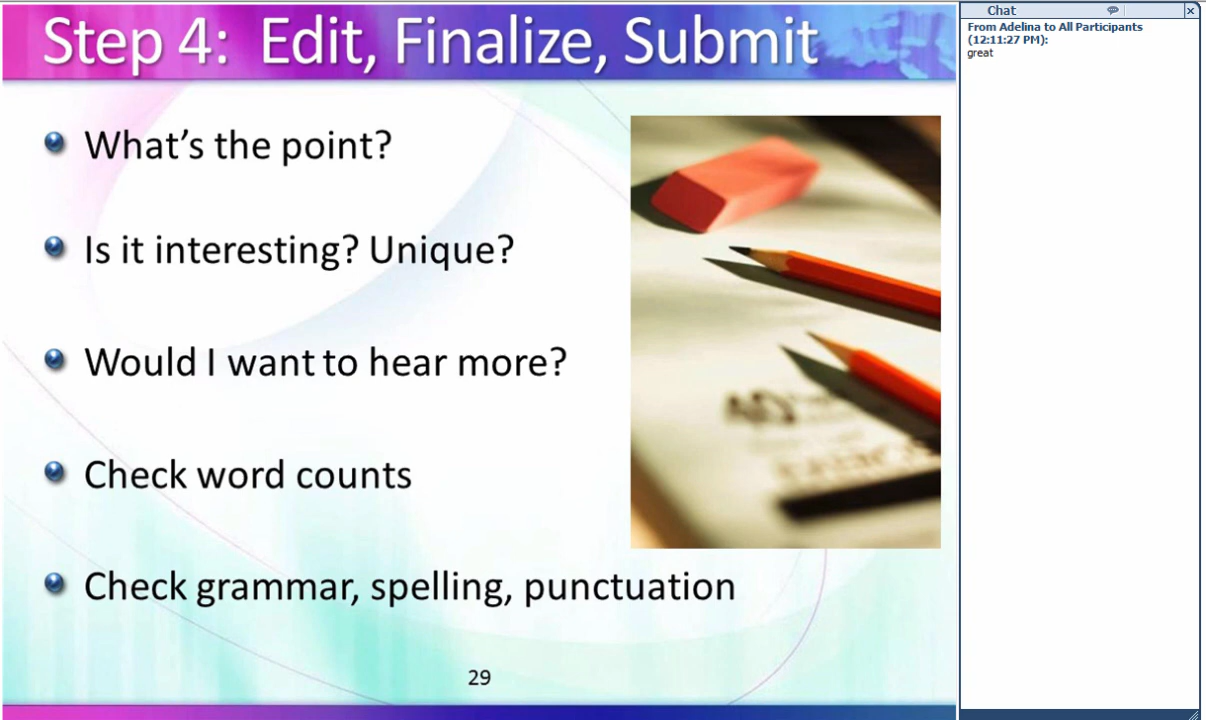 Step 4: Edit, Finalize, Submit
What's the point?
Is it interesting? Unique?
Would I want to hear more?
Check word counts
Check grammar, spelling, punctuation
29
Chat
From Adelina to All Participants
(12:11:27 PM):
great